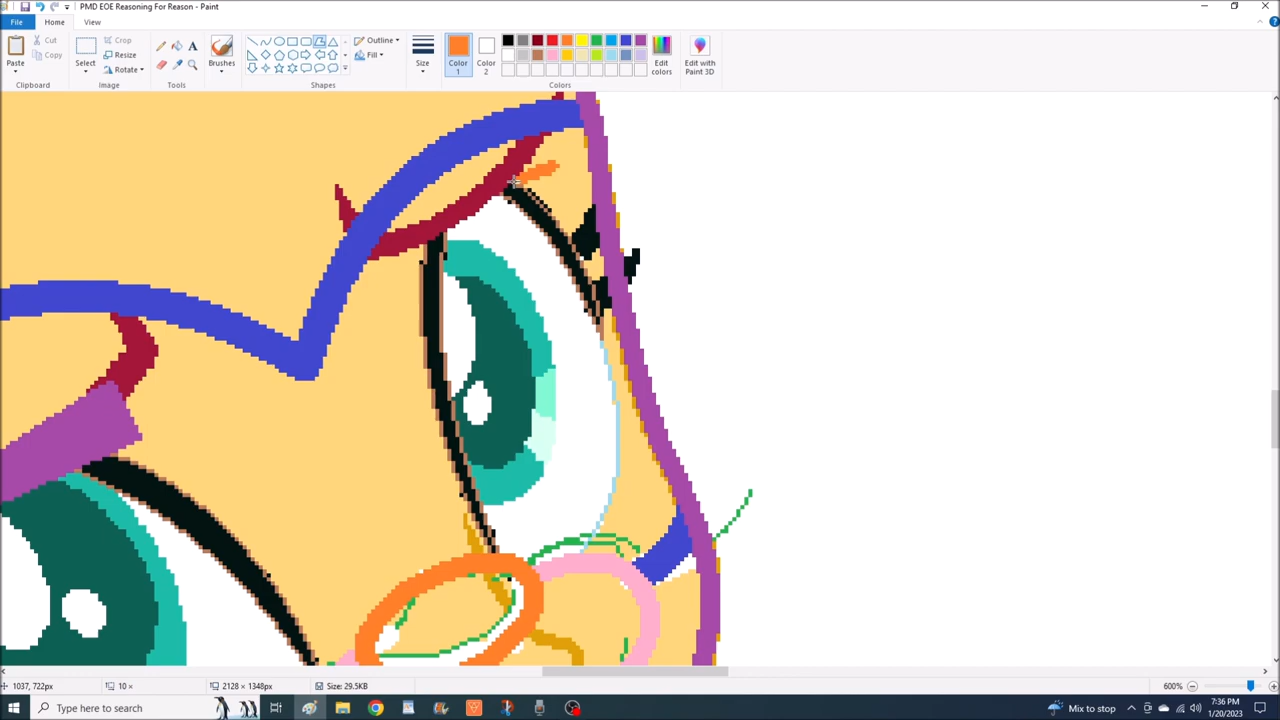 PMD EOE Reasoning For Reason - Paint
File Home View
Paste Cut Copy
Clipboard
Select Crop Resize Rotate
Image
A
Tools
Brushes
Outline Fill
Shapes
Size
Color 1
Color 2
Edit colors
Colors
Edit with Paint 3D
1037, 722px
10 ×
2128 × 1348px
Size: 29.5KB
600%
Type here to search
Mix to stop
7:36 PM
1/20/2023